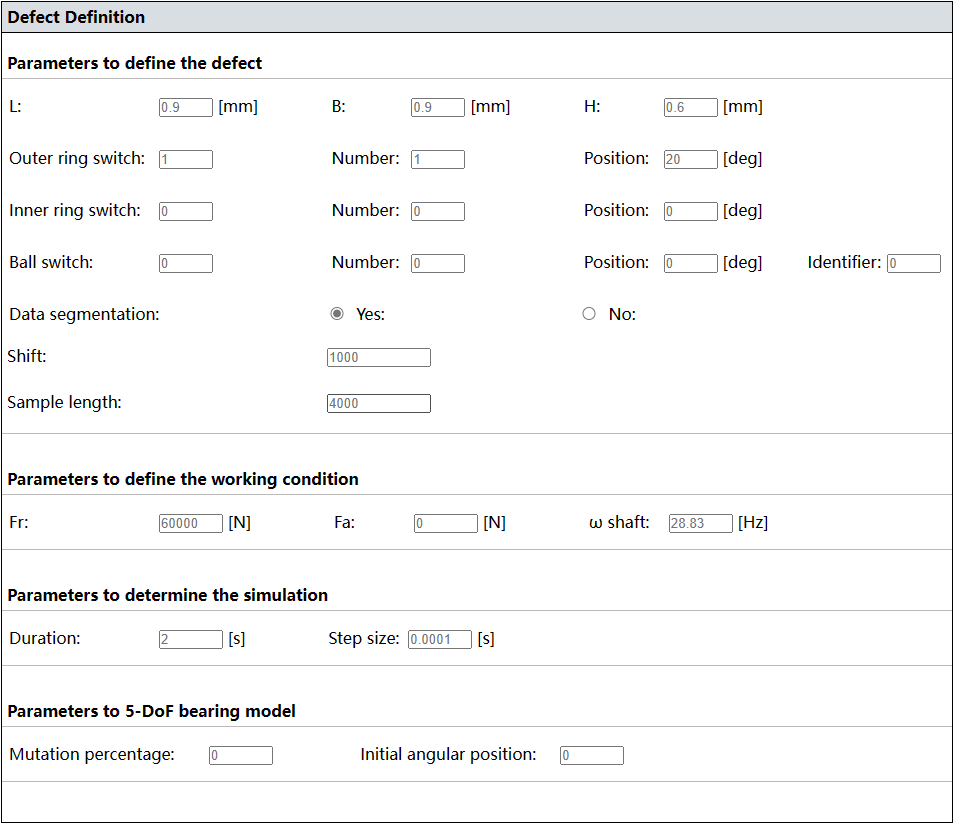 Defect Definition
Parameters to define the defect
L: 0.9 [mm] B: 0.9 [mm] H: 0.6 [mm]
Outer ring switch: 1 Number: 1 Position: 20 [deg]
Inner ring switch: 0 Number: 0 Position: 0 [deg]
Ball switch: 0 Number: 0 Position: 0 [deg] Identifier: 0
Data segmentation: Yes: No:
Shift: 1000
Sample length: 4000
Parameters to define the working condition
Fr: 60000 [N] Fa: 0 [N] ω shaft: 28.83 [Hz]
Parameters to determine the simulation
Duration: 2 [s] Step size: 0.0001 [s]
Parameters to 5-DoF bearing model
Mutation percentage: 0 Initial angular position: 0